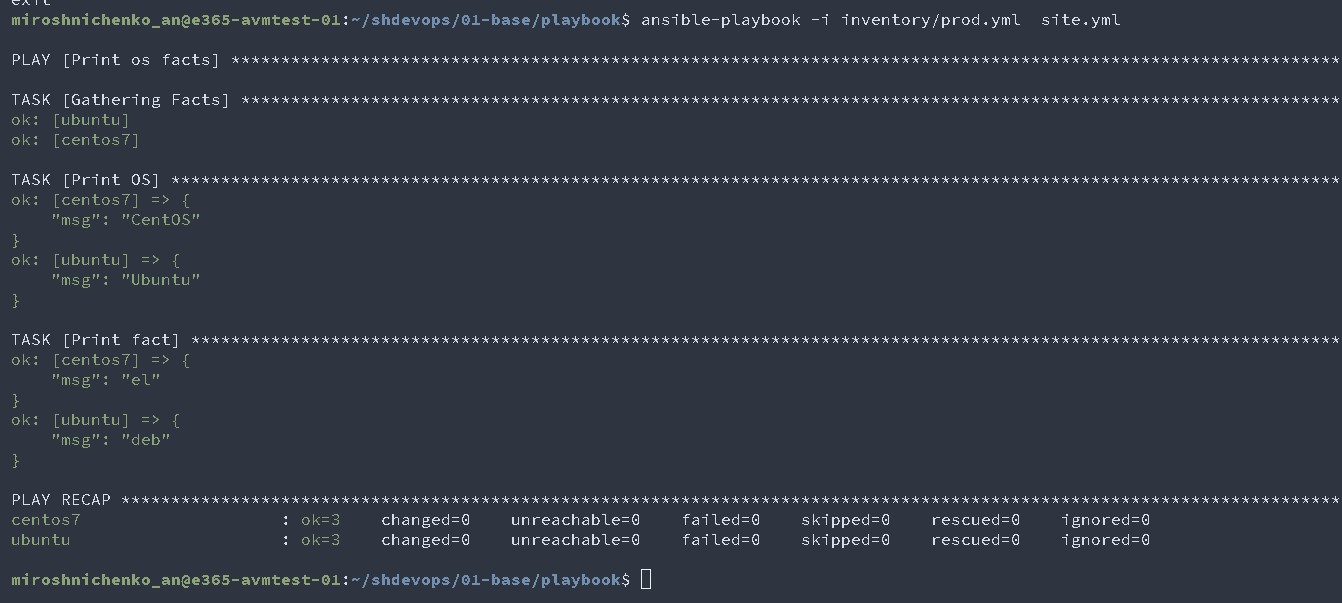 exit
miroshnichenko_an@e365-avmtest-01:~/shdevops/01-base/playbook$ ansible-playbook -i inventory/prod.yml  site.yml
PLAY [Print os facts] ***************************************************************************************************************
TASK [Gathering Facts] **************************************************************************************************************
ok: [ubuntu]
ok: [centos7]
TASK [Print OS] *********************************************************************************************************************
ok: [centos7] => {
    "msg": "CentOS"
}
ok: [ubuntu] => {
    "msg": "Ubuntu"
}
TASK [Print fact] *******************************************************************************************************************
ok: [centos7] => {
    "msg": "el"
}
ok: [ubuntu] => {
    "msg": "deb"
}
PLAY RECAP **************************************************************************************************************************
centos7                    : ok=3    changed=0    unreachable=0    failed=0    skipped=0    rescued=0    ignored=0
ubuntu                     : ok=3    changed=0    unreachable=0    failed=0    skipped=0    rescued=0    ignored=0
miroshnichenko_an@e365-avmtest-01:~/shdevops/01-base/playbook$